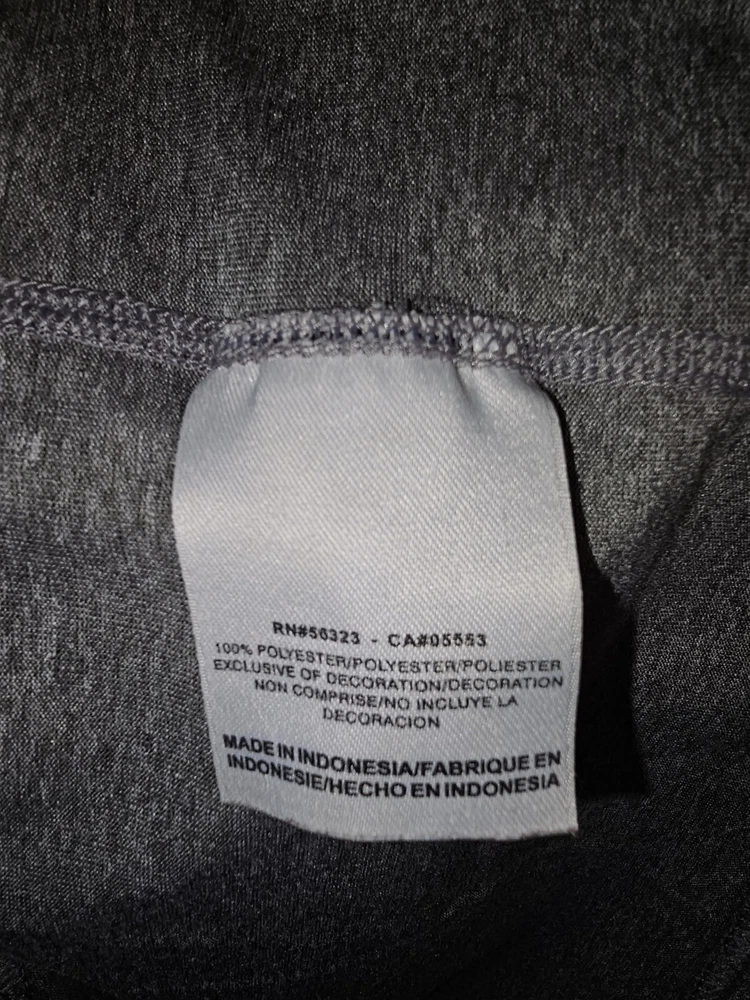 RN#56323 - CA#05553
100% POLYESTER/POLYESTER/POLIESTER
EXCLUSIVE OF DECORATION/DECORATION
NON COMPRISE/NO INCLUYE LA
DECORACION
MADE IN INDONESIA/FABRIQUE EN
INDONESIE/HECHO EN INDONESIA